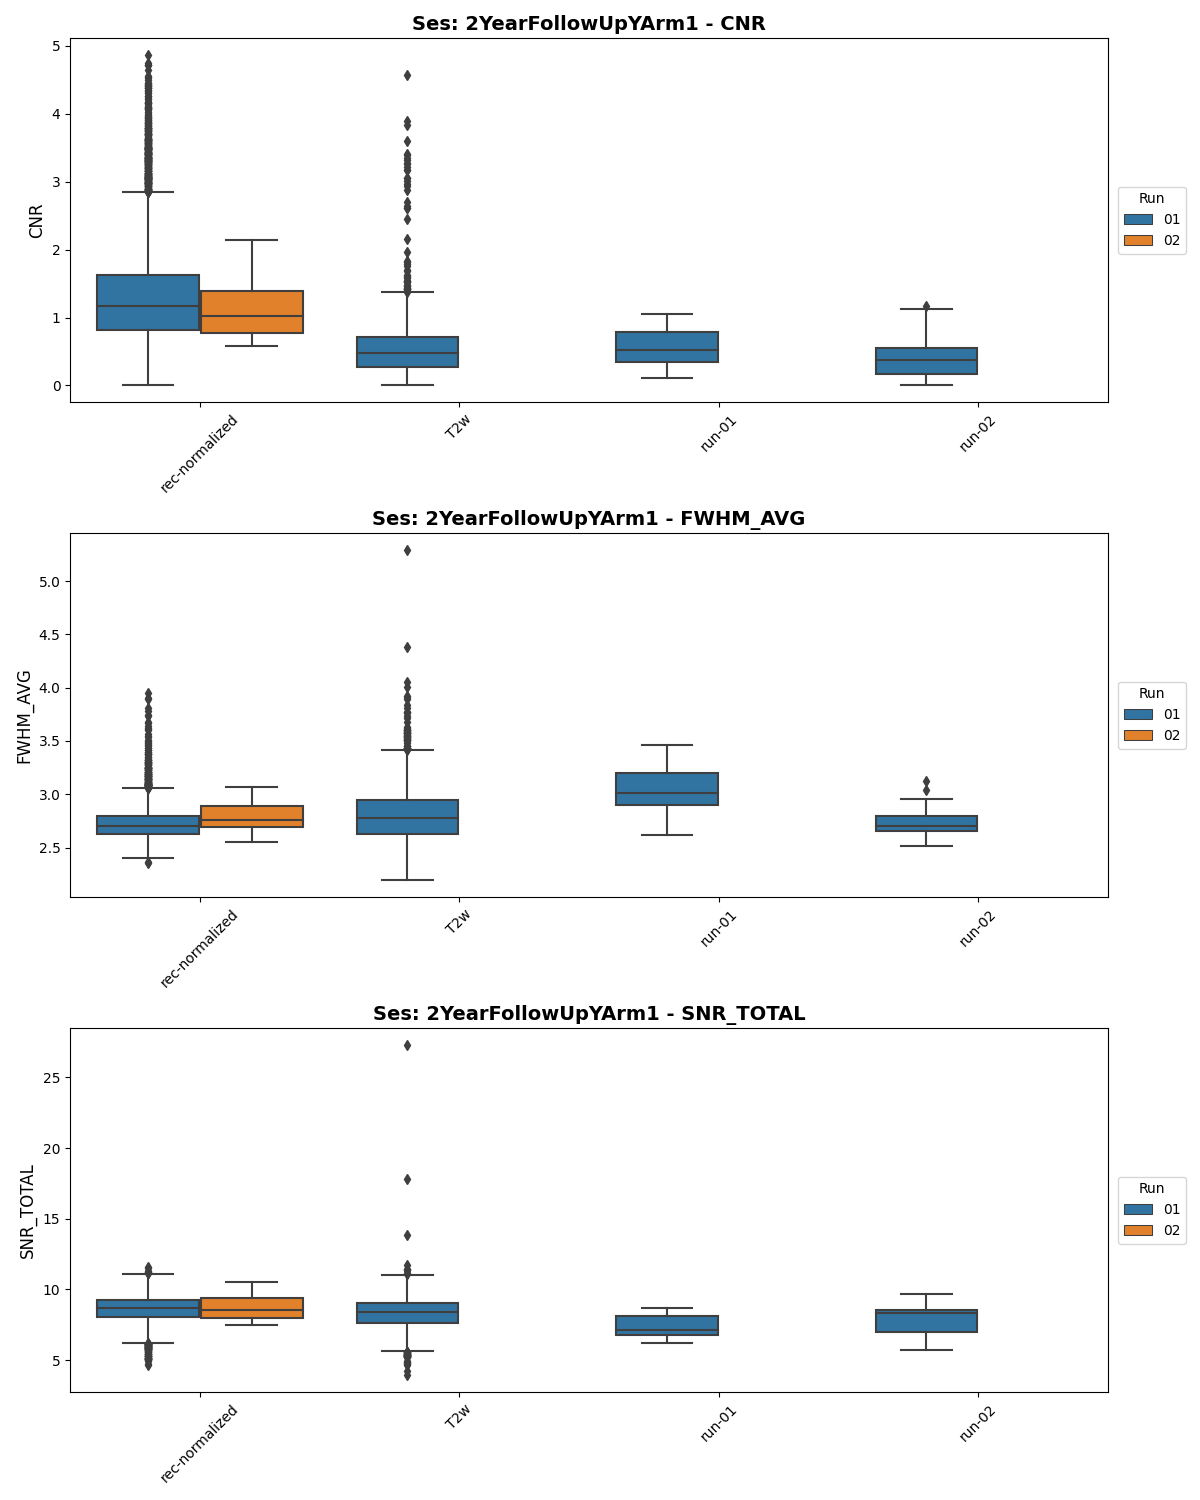 Ses: 2YearFollowUpYArm1 - CNR
5
4
3
2
1
0
CNR
rec-normalized
T2w
run-01
run-02
Run
01
02
Ses: 2YearFollowUpYArm1 - FWHM_AVG
5.0
4.5
4.0
3.5
3.0
2.5
FWHM_AVG
rec-normalized
T2w
run-01
run-02
Run
01
02
Ses: 2YearFollowUpYArm1 - SNR_TOTAL
25
20
15
10
5
SNR_TOTAL
rec-normalized
T2w
run-01
run-02
Run
01
02